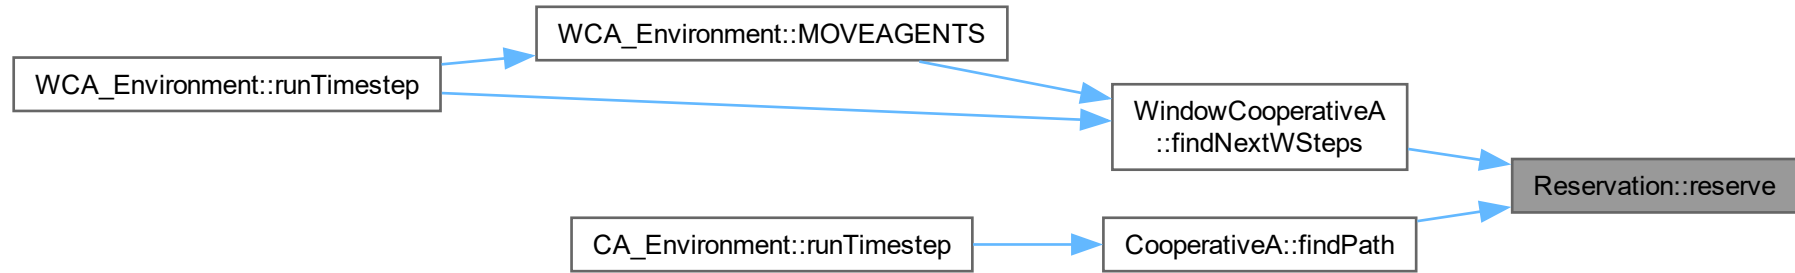 WCA_Environment::MOVEAGENTS
WCA_Environment::runTimestep
WindowCooperativeA
::findNextWSteps
Reservation::reserve
CA_Environment::runTimestep
CooperativeA::findPath